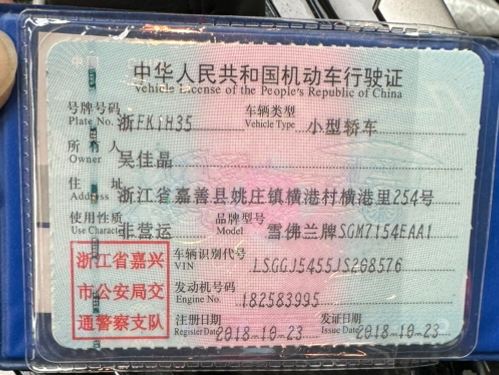 中华人民共和国机动车行驶证
Vehicle License of the People's Republic of China
号牌号码 浙FK1H35 车辆类型 小型轿车
Plate No. Vehicle Type
所有人 吴佳晶
Owner
住址 浙江省嘉善县姚庄镇横港村横港里254号
Address
使用性质 非营运 品牌型号 雪佛兰牌SGM7154EAA1
Use Character Model
浙江省嘉兴 车辆识别代号 LSGGJ5455JS208576
VIN
市公安局交 发动机号码 182583995
Engine No.
通警察支队 注册日期 2018-10-23 发证日期 2018-10-23
Register Date Issue Date